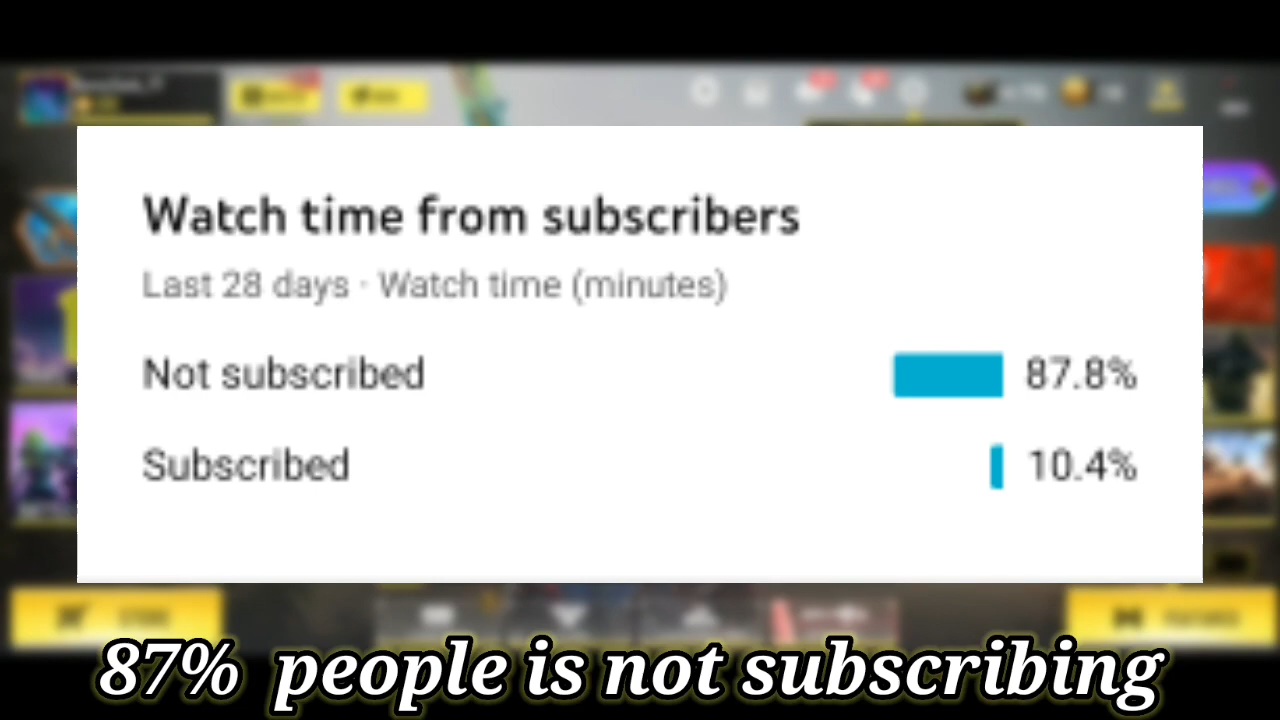 Watch time from subscribers
Last 28 days · Watch time (minutes)
Not subscribed 87.8%
Subscribed 10.4%
87% people is not subscribing